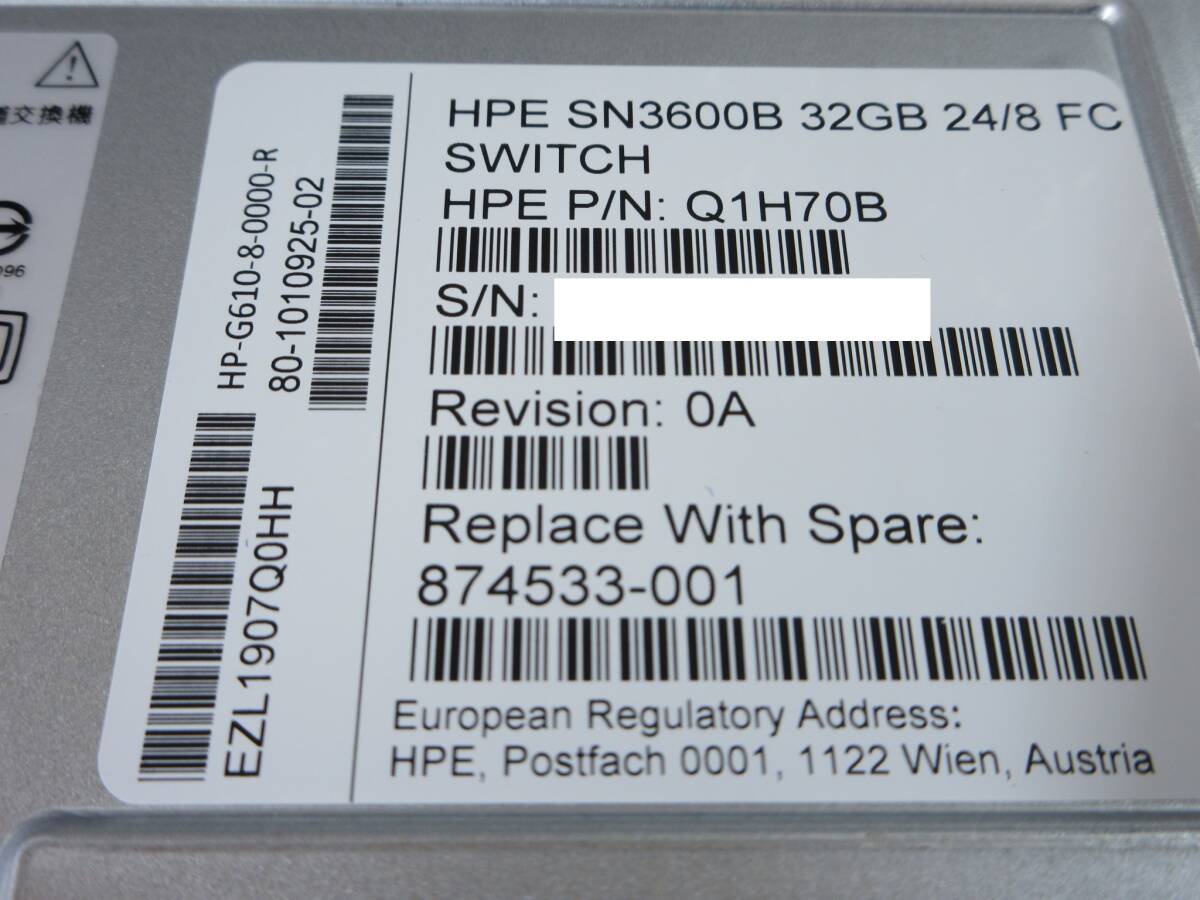 交換機
096
HP-G610-8-0000-R
80-1010925-02
EZL1907Q0HH
HPE SN3600B 32GB 24/8 FC
SWITCH
HPE P/N: Q1H70B
S/N:
Revision: 0A
Replace With Spare:
874533-001
European Regulatory Address:
HPE, Postfach 0001, 1122 Wien, Austria